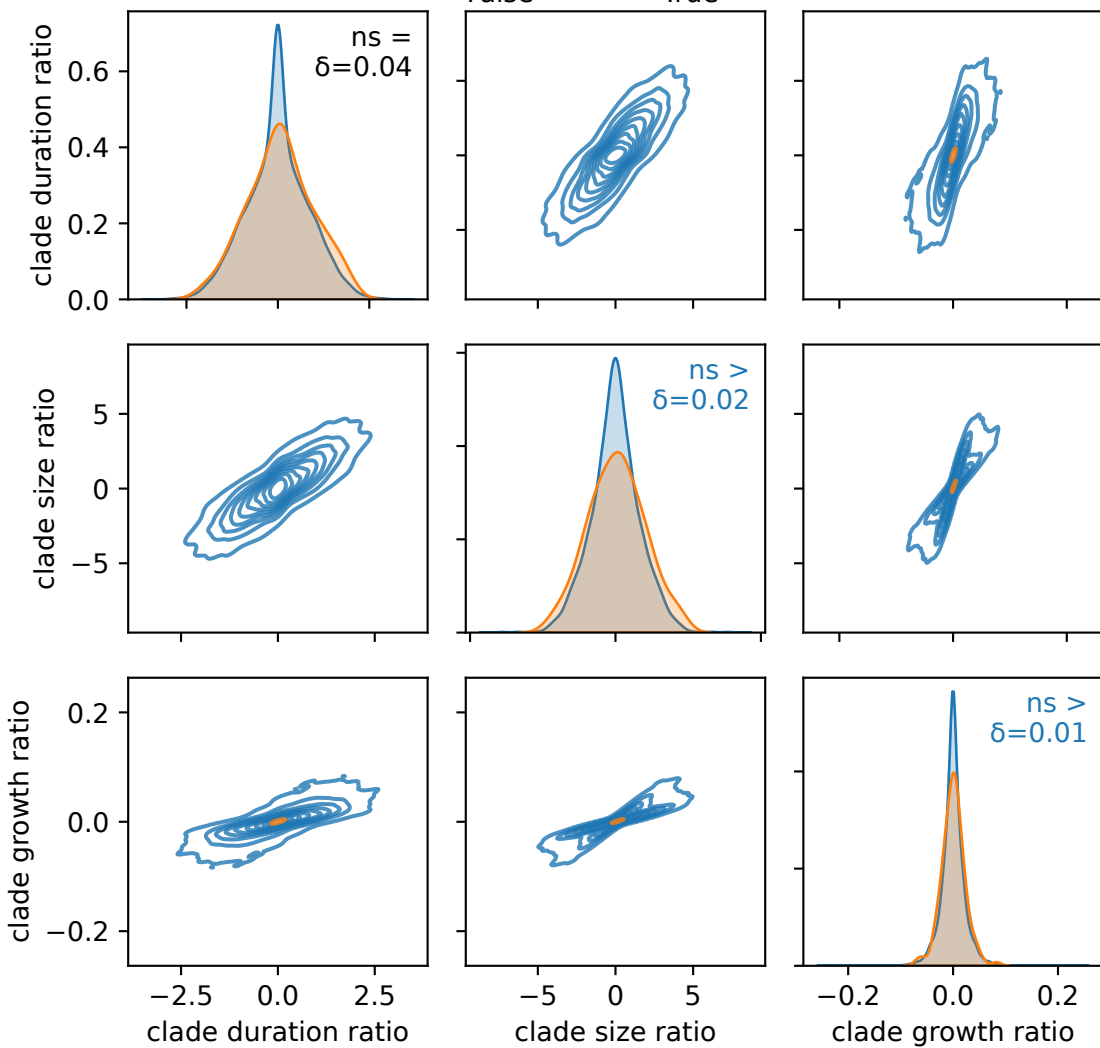 False True
clade duration ratio
0.6
0.4
0.2
0.0
ns =
δ=0.04
clade size ratio
5
0
−5
ns >
δ=0.02
clade growth ratio
0.2
0.0
−0.2
ns >
δ=0.01
−2.5 0.0 2.5
−5 0 5
−0.2 0.0 0.2
clade duration ratio
clade size ratio
clade growth ratio